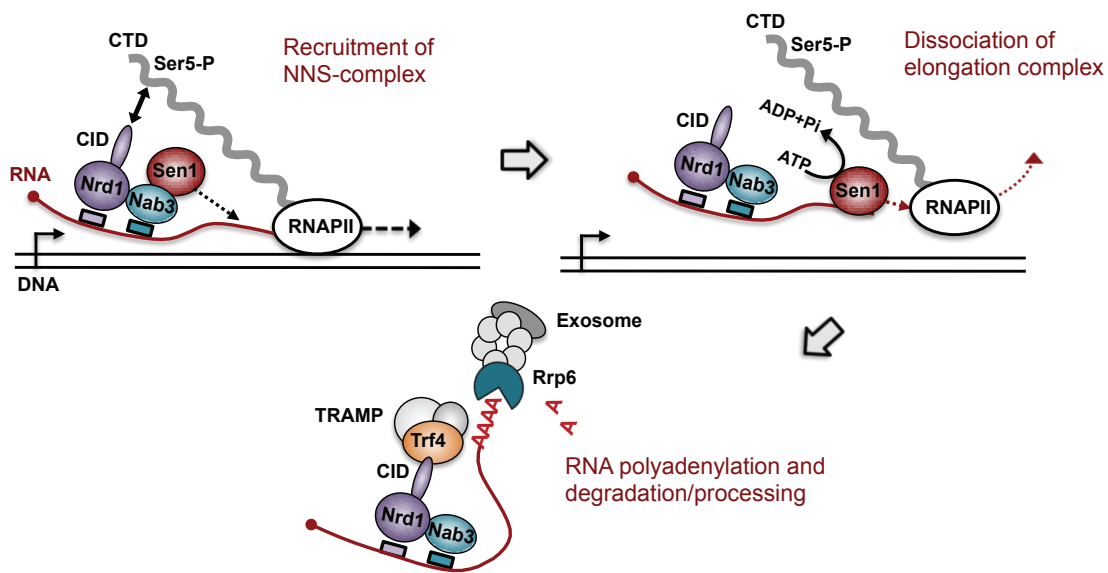 CTD
Ser5-P
Recruitment of
NNS-complex
CID
RNA
Nrd1
Sen1
Nab3
RNAPII
DNA
CTD
Ser5-P
Dissociation of
elongation complex
ADP+Pi
CID
ATP
Nrd1
Nab3
Sen1
RNAPII
Exosome
Rrp6
TRAMP
AAAA
A
A
Trf4
CID
RNA polyadenylation and
degradation/processing
Nrd1
Nab3